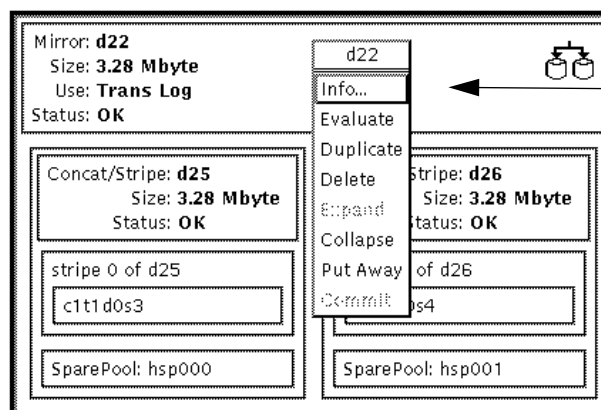 Mirror: d22
Size: 3.28 Mbyte
Use: Trans Log
Status: OK
d22
Info...
Evaluate
Duplicate
Delete
Expand
Collapse
Put Away
Commit
Concat/Stripe: d25
Size: 3.28 Mbyte
Status: OK
stripe 0 of d25
c1t1d0s3
SparePool: hsp000
Stripe: d26
Size: 3.28 Mbyte
Status: OK
of d26
SparePool: hsp001